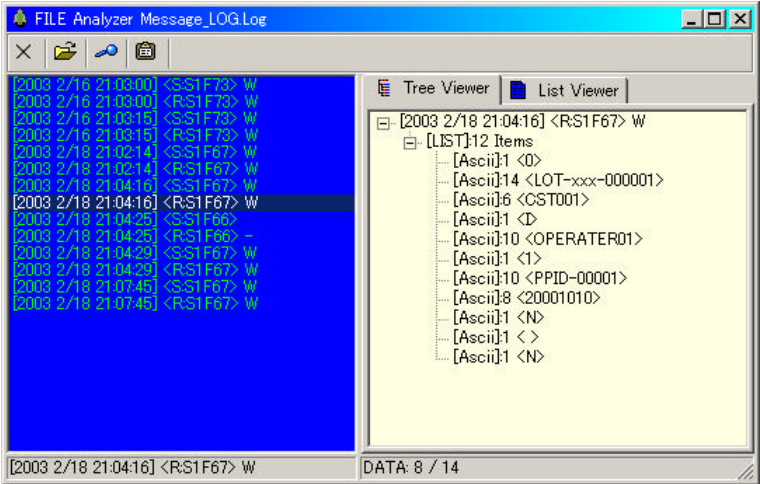 FILE Analyzer Message_LOG.Log
[2003 2/16 21:03:00] <S:S1F73> W
[2003 2/16 21:03:00] <R:S1F73> W
[2003 2/16 21:03:15] <S:S1F73> W
[2003 2/16 21:03:15] <R:S1F73> W
[2003 2/18 21:02:14] <S:S1F67> W
[2003 2/18 21:02:14] <R:S1F67> W
[2003 2/18 21:04:16] <S:S1F67> W
[2003 2/18 21:04:16] <R:S1F67> W
[2003 2/18 21:04:25] <S:S1F66>
[2003 2/18 21:04:25] <R:S1F66> -
[2003 2/18 21:04:29] <S:S1F67> W
[2003 2/18 21:04:29] <R:S1F67> W
[2003 2/18 21:07:45] <S:S1F67> W
[2003 2/18 21:07:45] <R:S1F67> W
Tree Viewer
List Viewer
[2003 2/18 21:04:16] <R:S1F67> W
[LIST]:12 Items
[Ascii]:1 <0>
[Ascii]:14 <LOT-xxx-000001>
[Ascii]:6 <CST001>
[Ascii]:1 <I>
[Ascii]:10 <OPERATER01>
[Ascii]:1 <1>
[Ascii]:10 <PPID-00001>
[Ascii]:8 <20001010>
[Ascii]:1 <N>
[Ascii]:1 < >
[Ascii]:1 <N>
[2003 2/18 21:04:16] <R:S1F67> W
DATA: 8 / 14